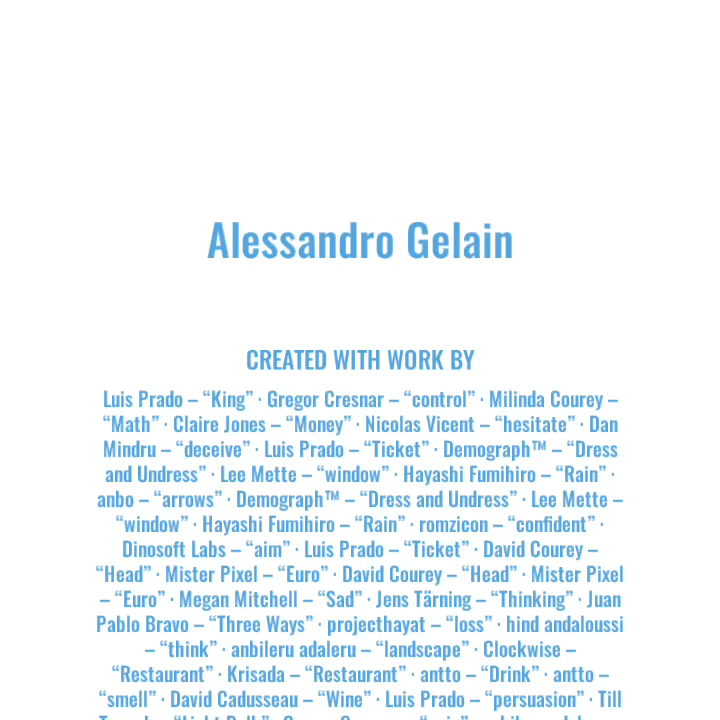 Alessandro Gelain
CREATED WITH WORK BY
Luis Prado – “King” · Gregor Cresnar – “control” · Milinda Courey –
“Math” · Claire Jones – “Money” · Nicolas Vicent – “hesitate” · Dan
Mindru – “deceive” · Luis Prado – “Ticket” · Demograph™ – “Dress
and Undress” · Lee Mette – “window” · Hayashi Fumihiro – “Rain” ·
anbo – “arrows” · Demograph™ – “Dress and Undress” · Lee Mette –
“window” · Hayashi Fumihiro – “Rain” · romzicon – “confident” ·
Dinosoft Labs – “aim” · Luis Prado – “Ticket” · David Courey –
“Head” · Mister Pixel – “Euro” · David Courey – “Head” · Mister Pixel
– “Euro” · Megan Mitchell – “Sad” · Jens Tärning – “Thinking” · Juan
Pablo Bravo – “Three Ways” · projecthayat – “loss” · hind andaloussi
– “think” · anbileru adaleru – “landscape” · Clockwise –
“Restaurant” · Krisada – “Restaurant” · antto – “Drink” · antto –
“smell” · David Cadusseau – “Wine” · Luis Prado – “persuasion” · Till